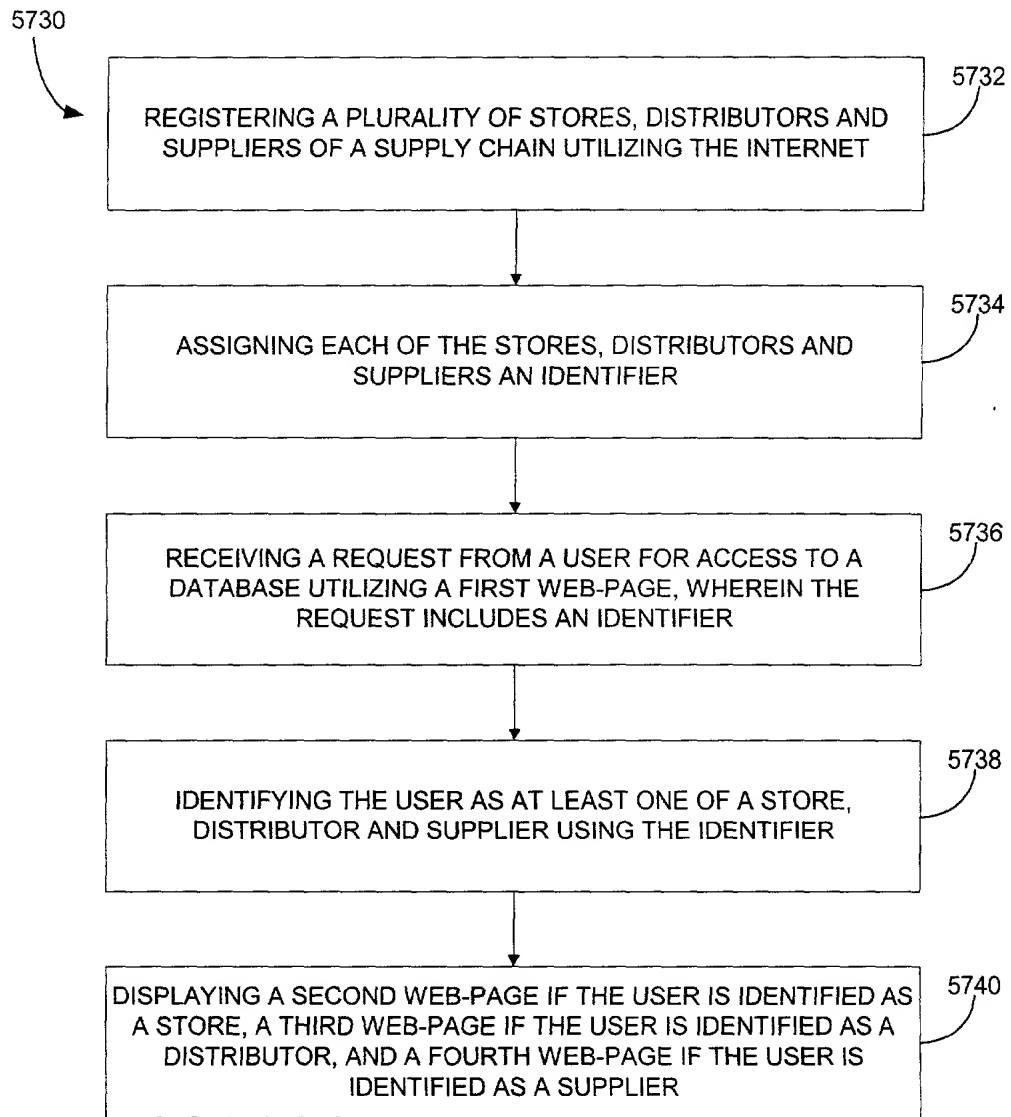 5730
5732
REGISTERING A PLURALITY OF STORES, DISTRIBUTORS AND
SUPPLIERS OF A SUPPLY CHAIN UTILIZING THE INTERNET
5734
ASSIGNING EACH OF THE STORES, DISTRIBUTORS AND
SUPPLIERS AN IDENTIFIER
5736
RECEIVING A REQUEST FROM A USER FOR ACCESS TO A
DATABASE UTILIZING A FIRST WEB-PAGE, WHEREIN THE
REQUEST INCLUDES AN IDENTIFIER
5738
IDENTIFYING THE USER AS AT LEAST ONE OF A STORE,
DISTRIBUTOR AND SUPPLIER USING THE IDENTIFIER
5740
DISPLAYING A SECOND WEB-PAGE IF THE USER IS IDENTIFIED AS
A STORE, A THIRD WEB-PAGE IF THE USER IS IDENTIFIED AS A
DISTRIBUTOR, AND A FOURTH WEB-PAGE IF THE USER IS
IDENTIFIED AS A SUPPLIER